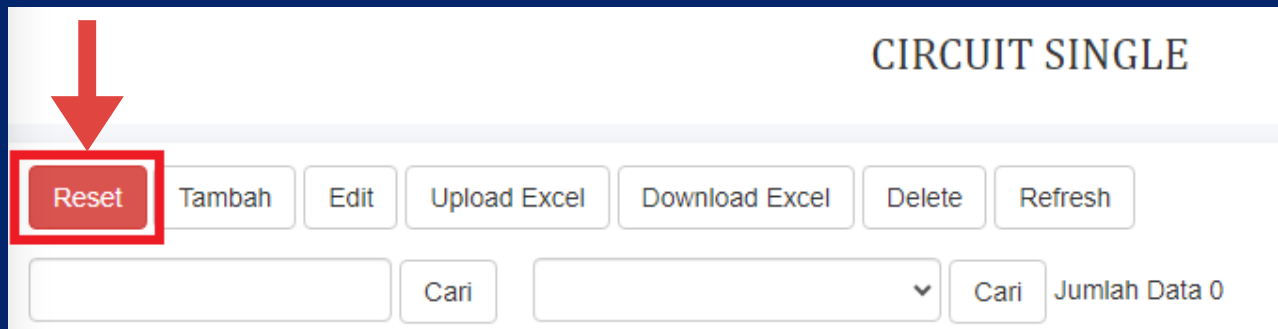 CIRCUIT SINGLE
Reset Tambah Edit Upload Excel Download Excel Delete Refresh
Cari Cari Jumlah Data 0